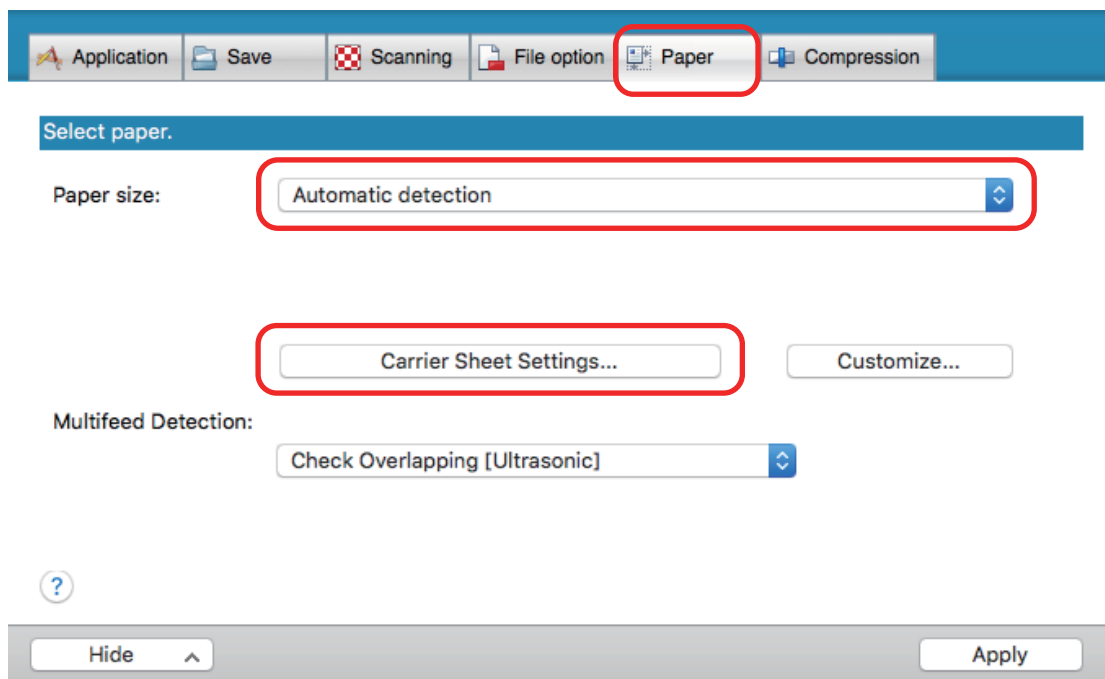 Application Save Scanning File option Paper Compression
Select paper.
Paper size: Automatic detection
Carrier Sheet Settings... Customize...
Multifeed Detection:
Check Overlapping [Ultrasonic]
?
Hide Apply